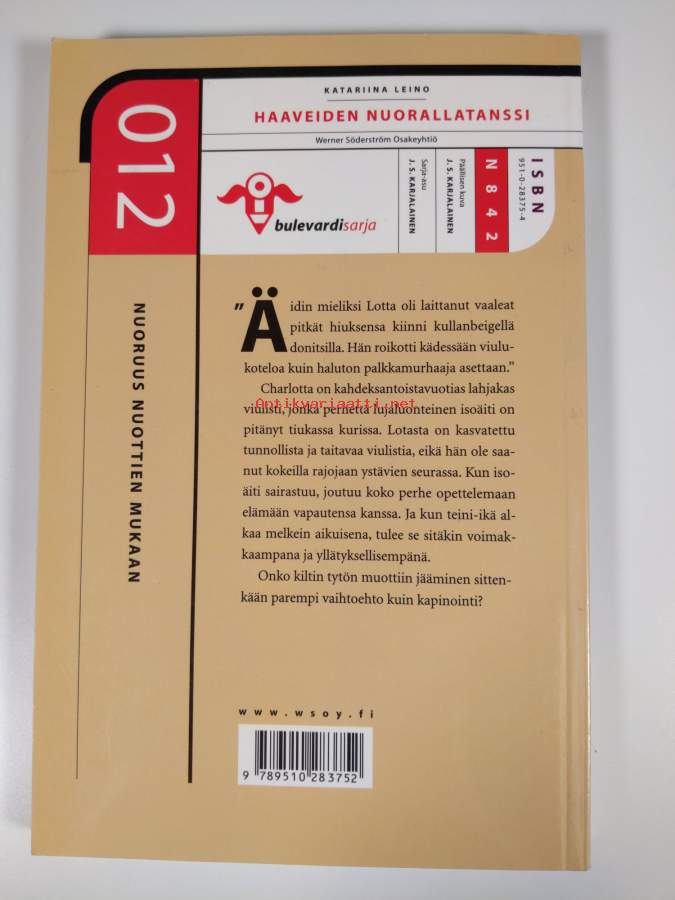 KATARIINA LEINO
HAAVEIDEN NUORALLATANSSI
Werner Söderström Osakeyhtiö
012
bulevardisarja
Sarja-asu
J. S. KARJALAINEN
Päällisen kuva
J. S. KARJALAINEN
N 842
ISBN
951-0-28375-4
NUORUUS NUOTTIEN MUKAAN
"Äidin mieliksi Lotta oli laittanut vaaleat
pitkät hiuksensa kiinni kullanbeigellä
donitsilla. Hän roikotti kädessään viulu-
koteloa kuin haluton palkkamurhaaja asettaan.”
Charlotta on kahdeksantoistavuotias lahjakas
Antikvariaatti.net
viulisti, jonka perhettä lujaluonteinen isoäiti on
pitänyt tiukassa kurissa. Lotasta on kasvatettu
tunnollista ja taitavaa viulistia, eikä hän ole saa-
nut kokeilla rajojaan ystävien seurassa. Kun iso-
äiti sairastuu, joutuu koko perhe opettelemaan
elämään vapautensa kanssa. Ja kun teini-ikä al-
kaa melkein aikuisena, tulee se sitäkin voimak-
kaampana ja yllätyksellisempänä.
Onko kiltin tytön muottiin jääminen sitten-
kään parempi vaihtoehto kuin kapinointi?
www.wsoy.fi
9 789510 283752